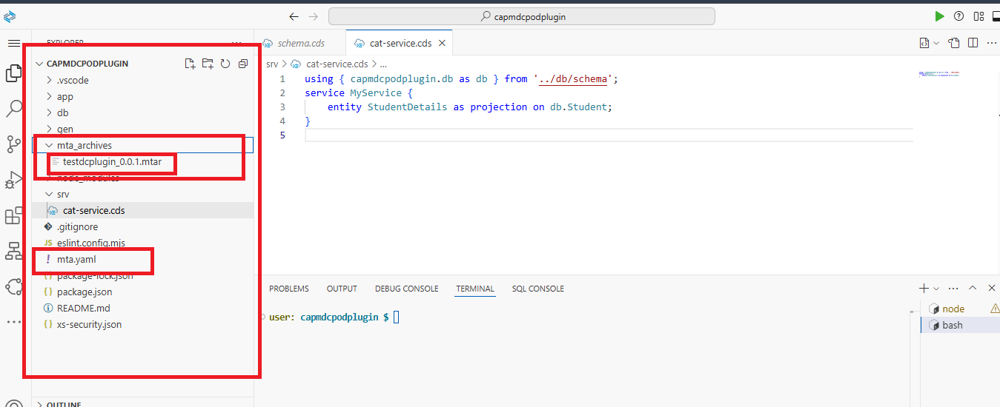 capmdcpodplugin
EXPLORER
CAPMDCPODPLUGIN
.vscode
app
db
gen
mta_archives
testdcplugin_0.0.1.mtar
node_modules
srv
cat-service.cds
.gitignore
eslint.config.mjs
mta.yaml
package-lock.json
package.json
README.md
xs-security.json
OUTLINE
schema.cds
cat-service.cds
srv > cat-service.cds > ...
1 using { capmdcpodplugin.db as db } from '../db/schema';
2 service MyService {
3 entity StudentDetails as projection on db.Student;
4 }
5
PROBLEMS OUTPUT DEBUG CONSOLE TERMINAL SQL CONSOLE
user: capmdcpodplugin $
node
bash